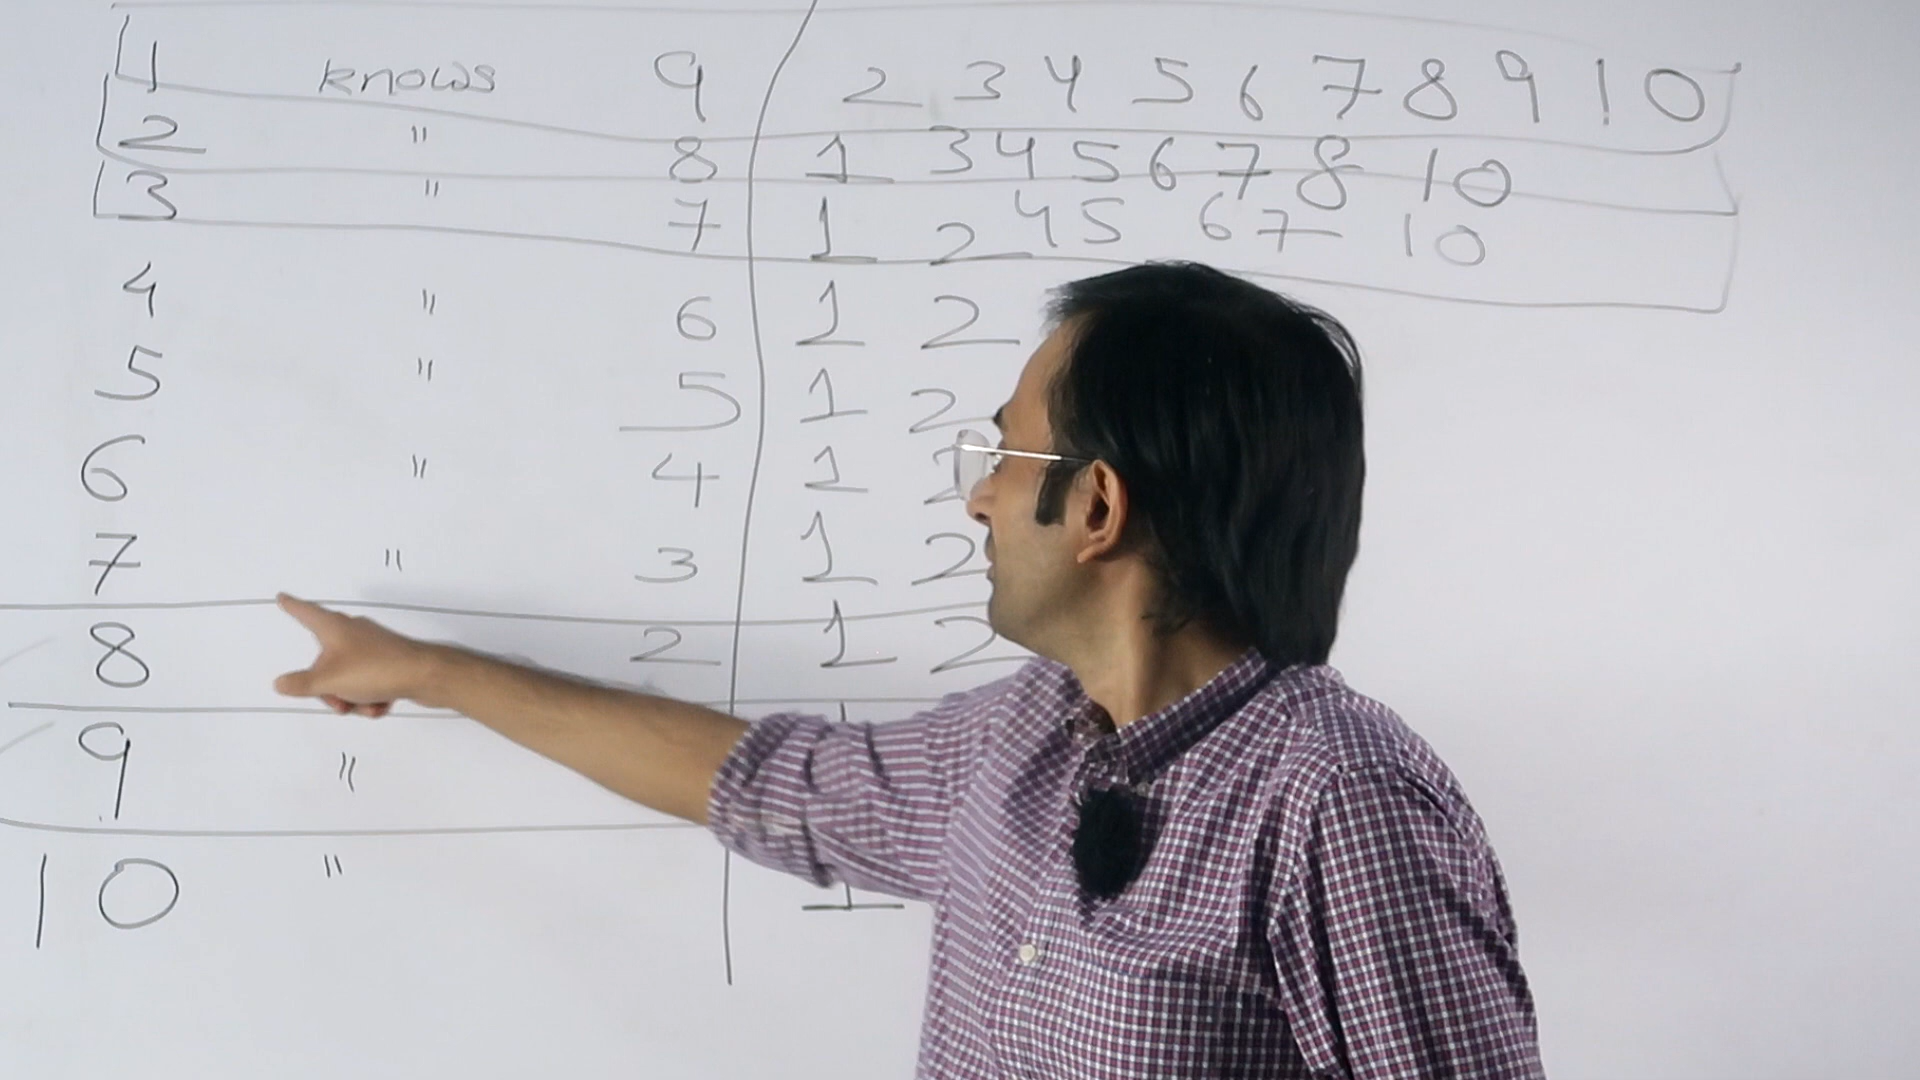 1 knows 9 2 3 4 5 6 7 8 9 10
2 " 8 1 3 4 5 6 7 8 10
3 " 7 1 2 4 5 6 7 10
4 " 6 1 2
5 " 5 1 2
6 " 4 1 2
7 " 3 1 2
8 2 1 2
9 "
10 " 1